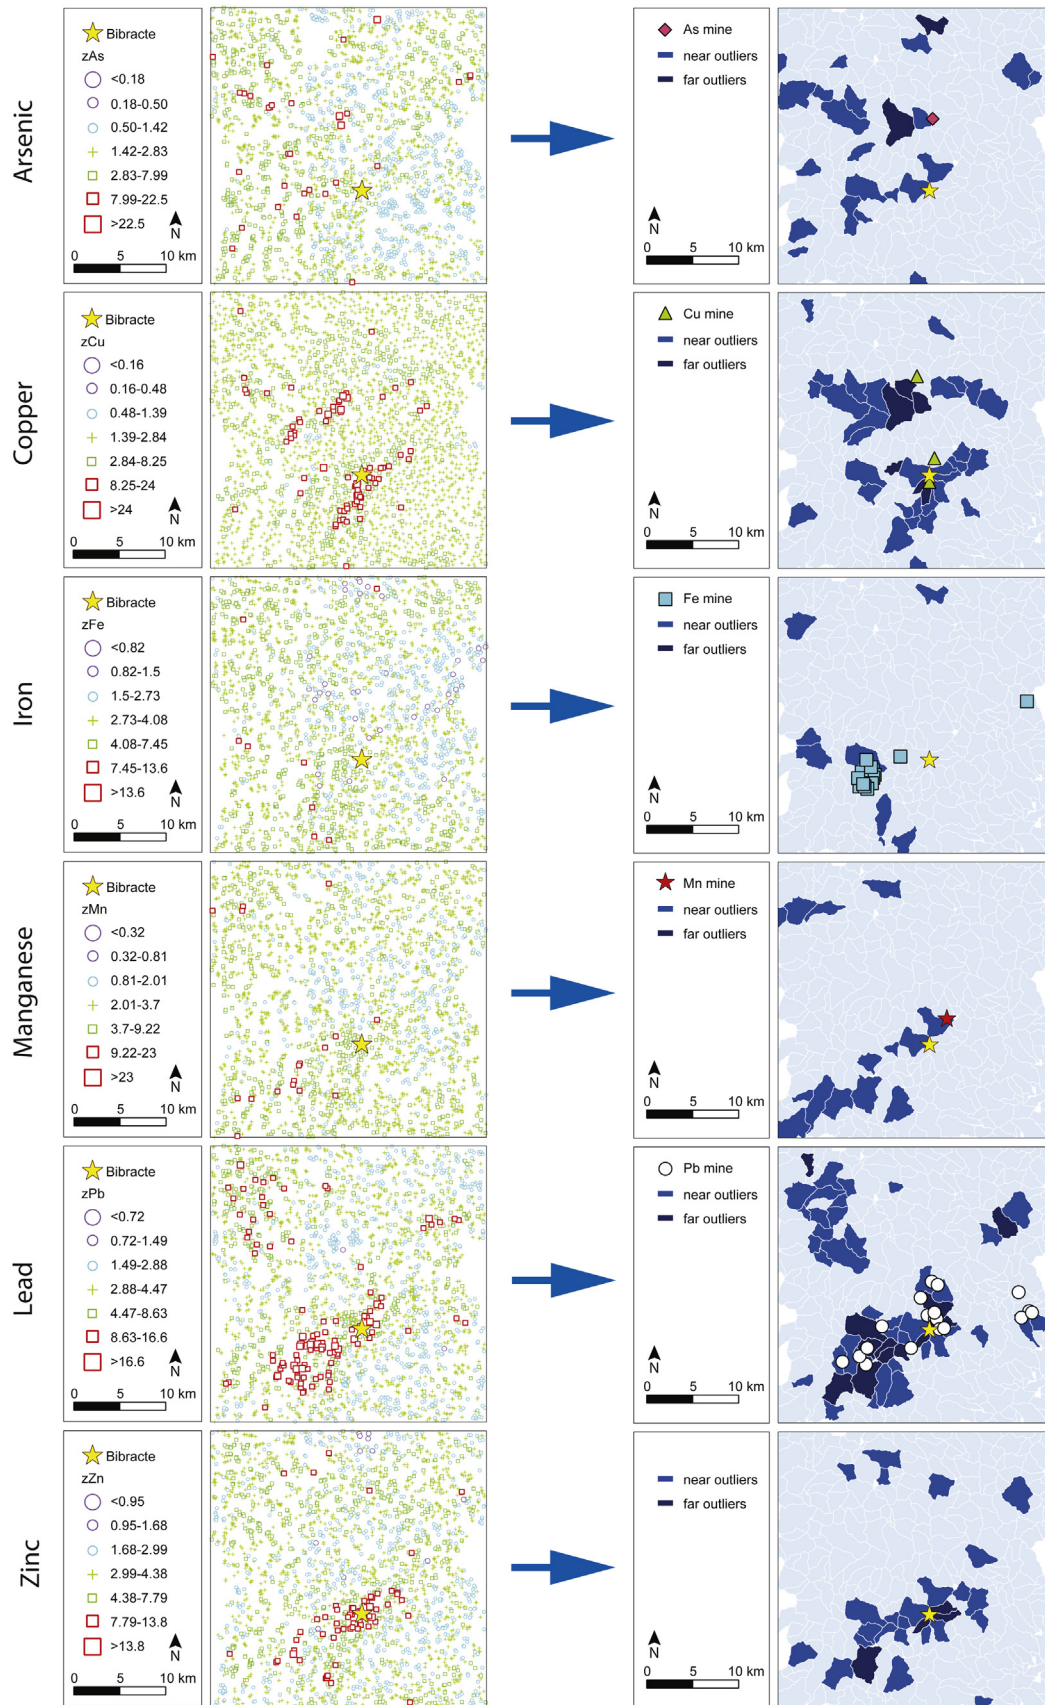 Arsenic
Bibracte
zAs
<0.18
0.18-0.50
0.50-1.42
1.42-2.83
2.83-7.99
7.99-22.5
>22.5
N
0 5 10 km
As mine
near outliers
far outliers
N
0 5 10 km
Copper
Bibracte
zCu
<0.16
0.16-0.48
0.48-1.39
1.39-2.84
2.84-8.25
8.25-24
>24
N
0 5 10 km
Cu mine
near outliers
far outliers
N
0 5 10 km
Iron
Bibracte
zFe
<0.82
0.82-1.5
1.5-2.73
2.73-4.08
4.08-7.45
7.45-13.6
>13.6
N
0 5 10 km
Fe mine
near outliers
far outliers
N
0 5 10 km
Manganese
Bibracte
zMn
<0.32
0.32-0.81
0.81-2.01
2.01-3.7
3.7-9.22
9.22-23
>23
N
0 5 10 km
Mn mine
near outliers
far outliers
N
0 5 10 km
Lead
Bibracte
zPb
<0.72
0.72-1.49
1.49-2.88
2.88-4.47
4.47-8.63
8.63-16.6
>16.6
N
0 5 10 km
Pb mine
near outliers
far outliers
N
0 5 10 km
Zinc
Bibracte
zZn
<0.95
0.95-1.68
1.68-2.99
2.99-4.38
4.38-7.79
7.79-13.8
>13.8
N
0 5 10 km
near outliers
far outliers
N
0 5 10 km